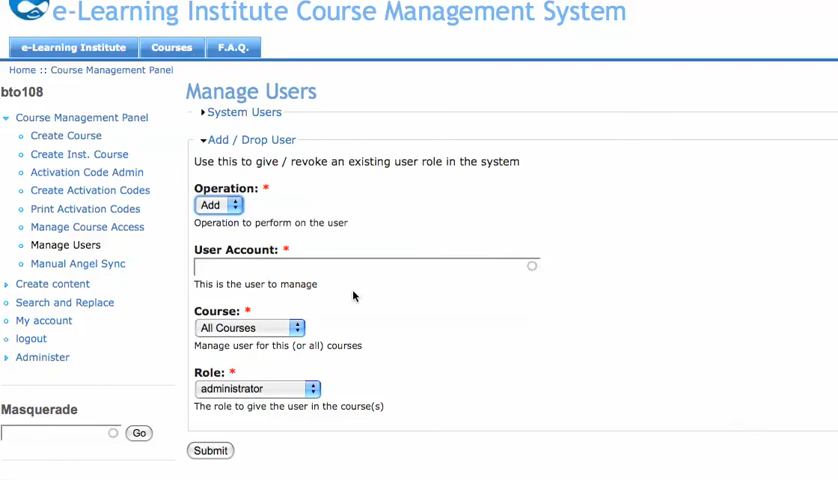 e-Learning Institute Course Management System
e-Learning Institute
Courses
F.A.Q.
Home :: Course Management Panel
bto108
Course Management Panel
Create Course
Create Inst. Course
Activation Code Admin
Create Activation Codes
Print Activation Codes
Manage Course Access
Manage Users
Manual Angel Sync
Create content
Search and Replace
My account
logout
Administer
Masquerade
Go
Manage Users
System Users
Add / Drop User
Use this to give / revoke an existing user role in the system
Operation: *
Add
Operation to perform on the user
User Account: *
This is the user to manage
Course: *
All Courses
Manage user for this (or all) courses
Role: *
administrator
The role to give the user in the course(s)
Submit